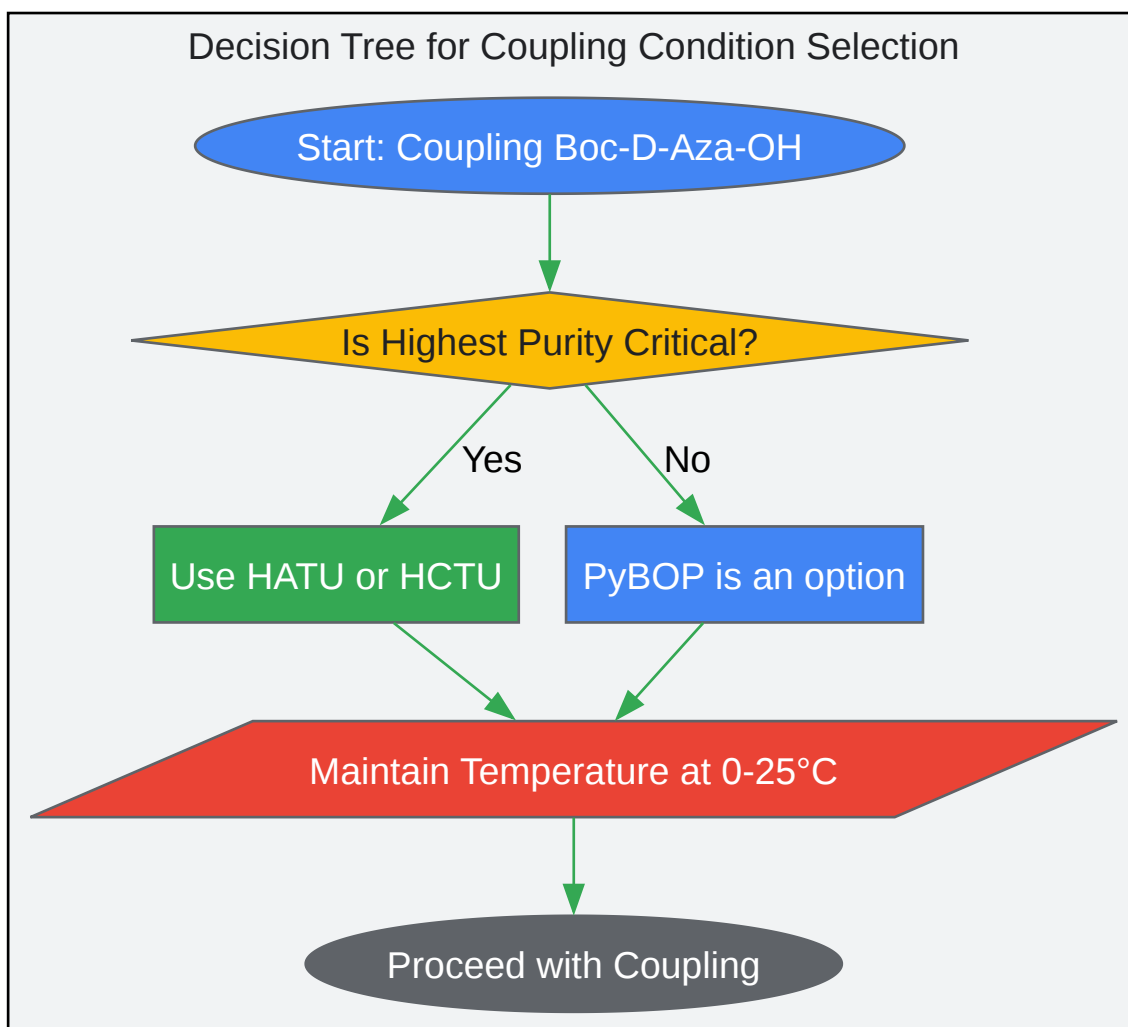 Decision Tree for Coupling Condition Selection
Start: Coupling Boc-D-Aza-OH
Is Highest Purity Critical?
Yes
No
Use HATU or HCTU
PyBOP is an option
Maintain Temperature at 0-25°C
Proceed with Coupling